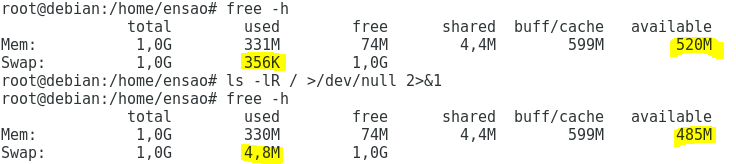 root@debian:/home/ensao# free -h
total used free shared buff/cache available
Mem: 1,0G 331M 74M 4,4M 599M 520M
Swap: 1,0G 356K 1,0G
root@debian:/home/ensao# ls -lR / >/dev/null 2>&1
root@debian:/home/ensao# free -h
total used free shared buff/cache available
Mem: 1,0G 330M 74M 4,4M 599M 485M
Swap: 1,0G 4,8M 1,0G